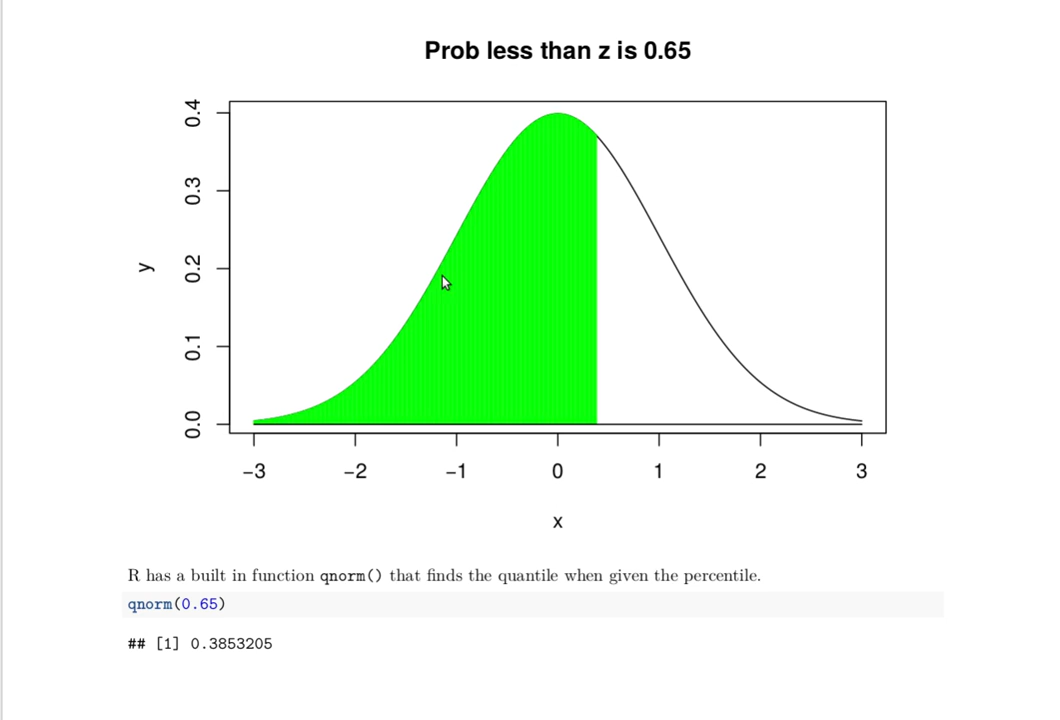 Prob less than z is 0.65
0.4
0.3
0.2
0.1
0.0
y
−3 −2 −1 0 1 2 3
x
R has a built in function qnorm() that finds the quantile when given the percentile.
qnorm(0.65)
## [1] 0.3853205